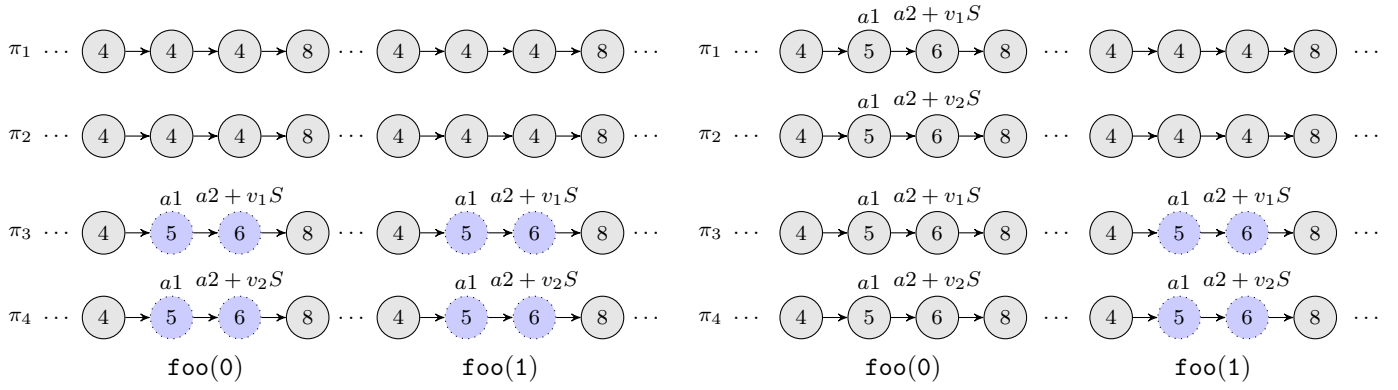 a1 a2 + v₁S
π₁ ⋯ 4 4 4 8 ⋯ 4 4 4 8 ⋯ π₁ ⋯ 4 5 6 8 ⋯ 4 4 4 8 ⋯
a1 a2 + v₂S
π₂ ⋯ 4 4 4 8 ⋯ 4 4 4 8 ⋯ π₂ ⋯ 4 5 6 8 ⋯ 4 4 4 8 ⋯
a1 a2 + v₁S a1 a2 + v₁S a1 a2 + v₁S a1 a2 + v₁S
π₃ ⋯ 4 5 6 8 ⋯ 4 5 6 8 ⋯ π₃ ⋯ 4 5 6 8 ⋯ 4 5 6 8 ⋯
a1 a2 + v₂S a1 a2 + v₂S a1 a2 + v₂S a1 a2 + v₂S
π₄ ⋯ 4 5 6 8 ⋯ 4 5 6 8 ⋯ π₄ ⋯ 4 5 6 8 ⋯ 4 5 6 8 ⋯
foo(0) foo(1) foo(0) foo(1)